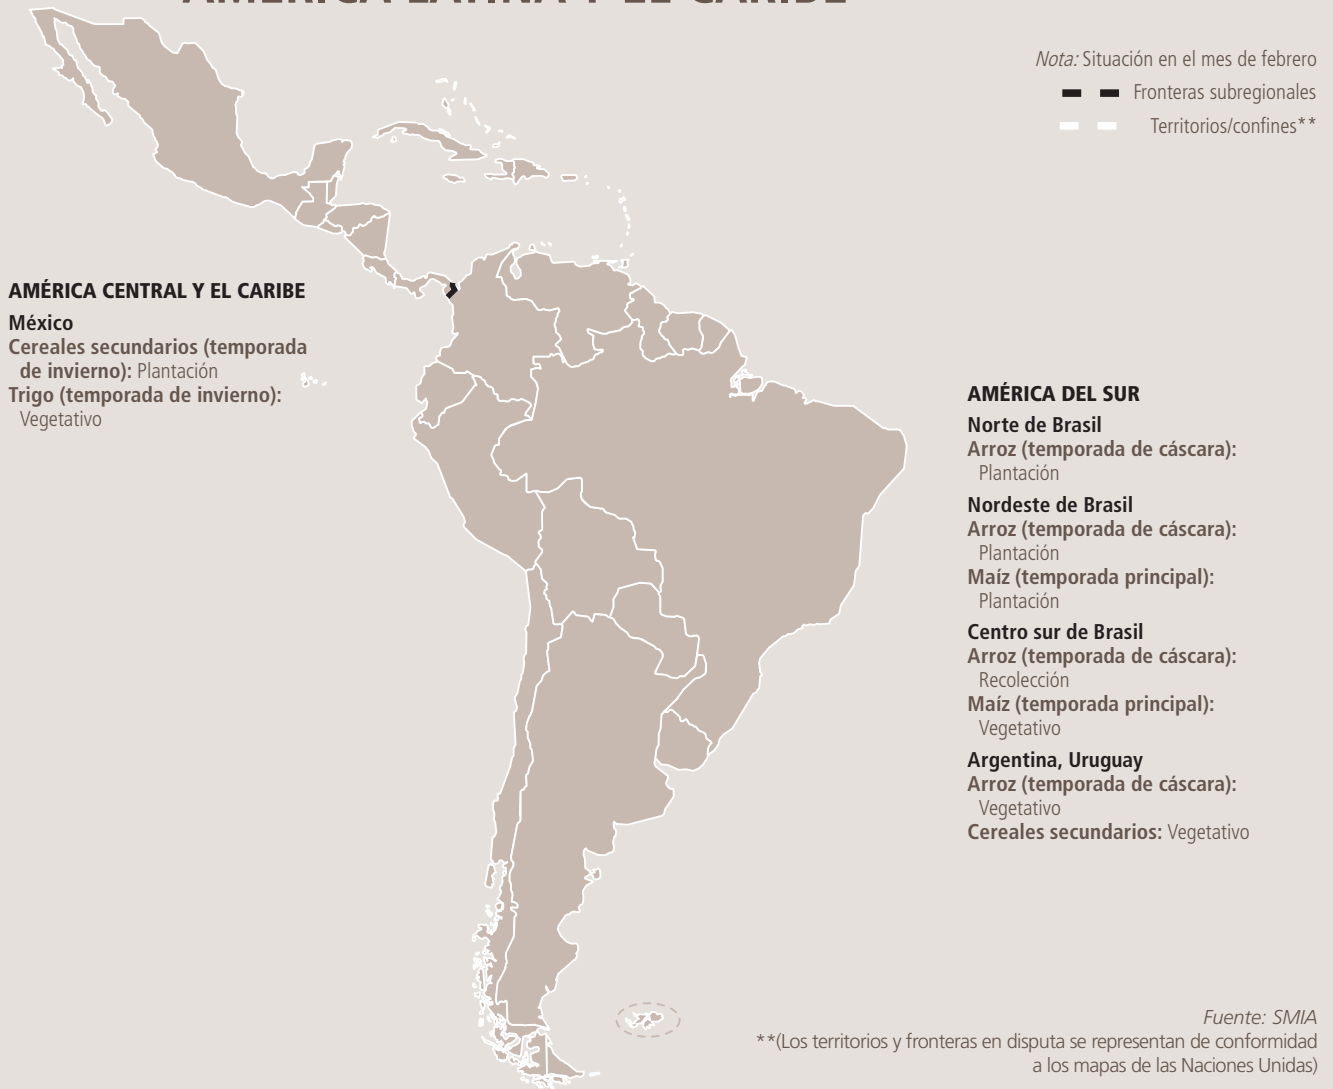 AMÉRICA LATINA Y EL CARIBE
Nota: Situación en el mes de febrero
Fronteras subregionales
Territorios/confines**
AMÉRICA CENTRAL Y EL CARIBE
México
Cereales secundarios (temporada
de invierno): Plantación
Trigo (temporada de invierno):
Vegetativo
AMÉRICA DEL SUR
Norte de Brasil
Arroz (temporada de cáscara):
Plantación
Nordeste de Brasil
Arroz (temporada de cáscara):
Plantación
Maíz (temporada principal):
Plantación
Centro sur de Brasil
Arroz (temporada de cáscara):
Recolección
Maíz (temporada principal):
Vegetativo
Argentina, Uruguay
Arroz (temporada de cáscara):
Vegetativo
Cereales secundarios: Vegetativo
Fuente: SMIA
**(Los territorios y fronteras en disputa se representan de conformidad
a los mapas de las Naciones Unidas)